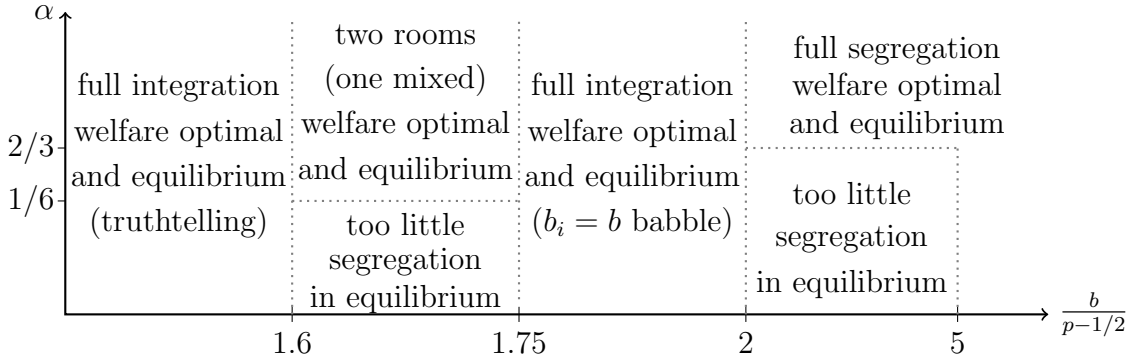 α
full integration
welfare optimal
and equilibrium
(truthtelling)
two rooms
(one mixed)
welfare optimal
and equilibrium
too little
segregation
in equilibrium
full integration
welfare optimal
and equilibrium
(b_i = b babble)
full segregation
welfare optimal
and equilibrium
too little
segregation
in equilibrium
2/3
1/6
1.6
1.75
2
5
b
p−1/2